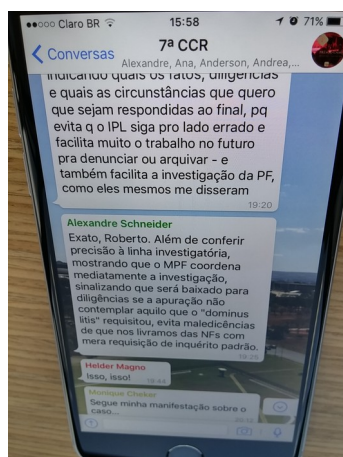 Claro BR
15:58
71%
Conversas
7ª CCR
Alexandre, Ana, Anderson, Andrea,...
indicando quais os fatos, diligências
e quais as circunstâncias que quero
que sejam respondidas ao final, pq
evita q o IPL siga pro lado errado e
facilita muito o trabalho no futuro
pra denunciar ou arquivar - e
também facilita a investigação da PF,
como eles mesmos me disseram
19:20
Alexandre Schneider
Exato, Roberto. Além de conferir
precisão à linha investigatória,
mostrando que o MPF coordena
mediatamente a investigação,
sinalizando que será baixado para
diligências se a apuração não
contemplar aquilo que o "dominus
litis" requisitou, evita maledicências
de que nos livramos das NFs com
mera requisição de inquérito padrão.
19:25
Helder Magno
Isso, isso!
19:44
Monique Cheker
Segue minha manifestação sobre o
caso...